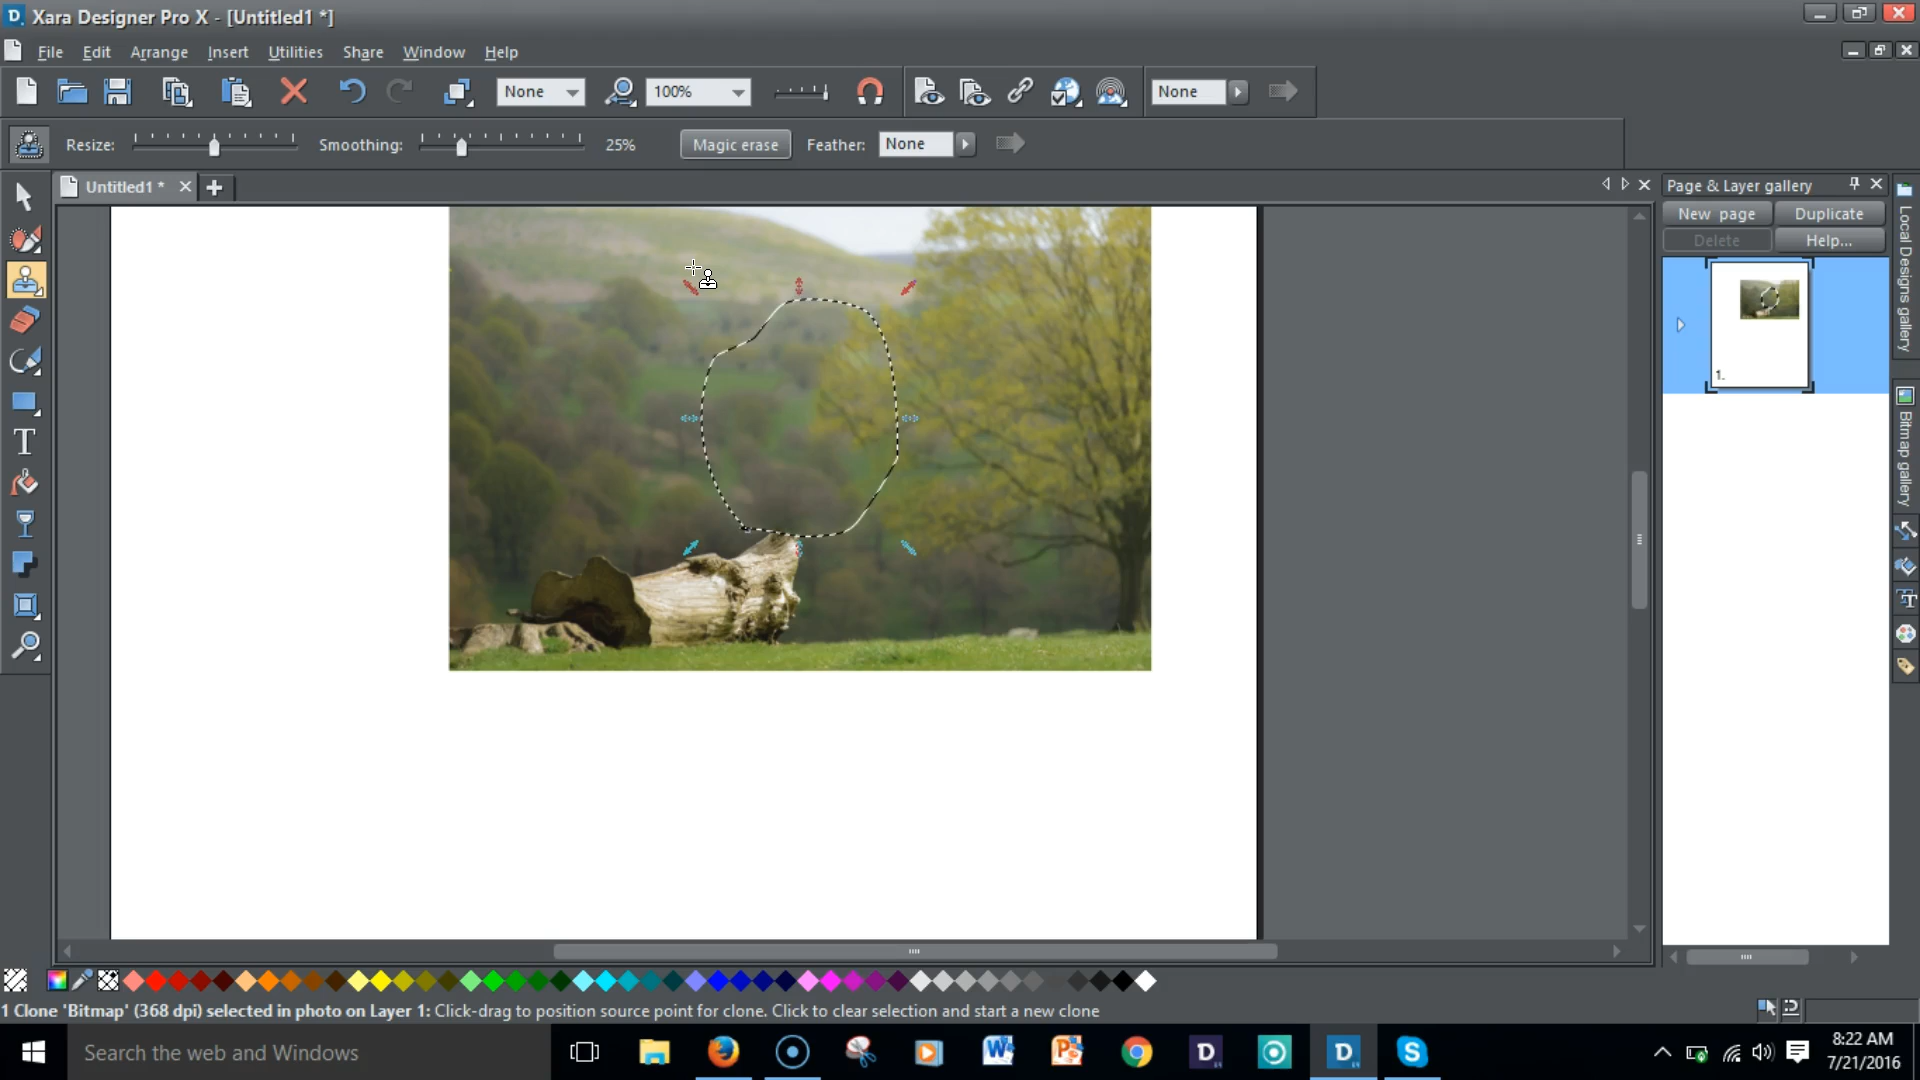 Xara Designer Pro X - [Untitled1 *]
File Edit Arrange Insert Utilities Share Window Help
None 100% None
Resize: Smoothing: 25% Magic erase Feather: None
Untitled1 *
Page & Layer gallery
New page Duplicate
Delete Help...
1.
Local Designs gallery
Bitmap gallery
1 Clone 'Bitmap' (368 dpi) selected in photo on Layer 1: Click-drag to position source point for clone. Click to clear selection and start a new clone
Search the web and Windows
8:22 AM
7/21/2016